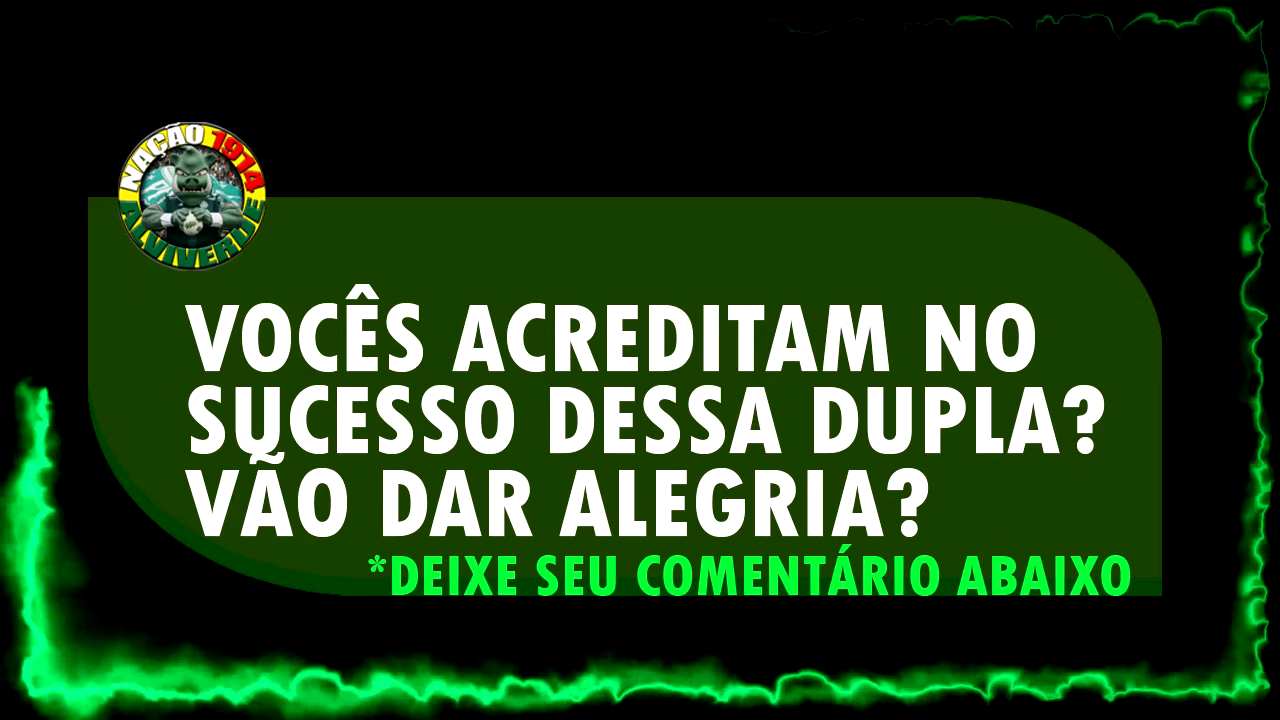 NAÇÃO 1914
ALVIVERDE
VOCÊS ACREDITAM NO
SUCESSO DESSA DUPLA?
VÃO DAR ALEGRIA?
*DEIXE SEU COMENTÁRIO ABAIXO